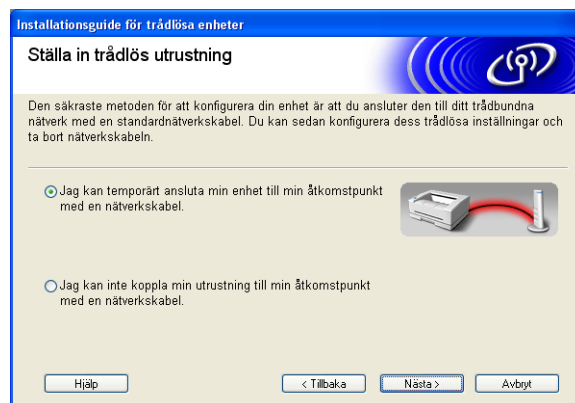 Installationsguide för trådlösa enheter
Ställa in trådlös utrustning
Den säkraste metoden för att konfigurera din enhet är att du ansluter den till ditt trådbundna
nätverk med en standardnätverkskabel. Du kan sedan konfigurera dess trådlösa inställningar och
ta bort nätverkskabeln.
Jag kan temporärt ansluta min enhet till min åtkomstpunkt
med en nätverkskabel.
Jag kan inte koppla min utrustning till min åtkomstpunkt
med en nätverkskabel.
Hjälp < Tillbaka Nästa > Avbryt